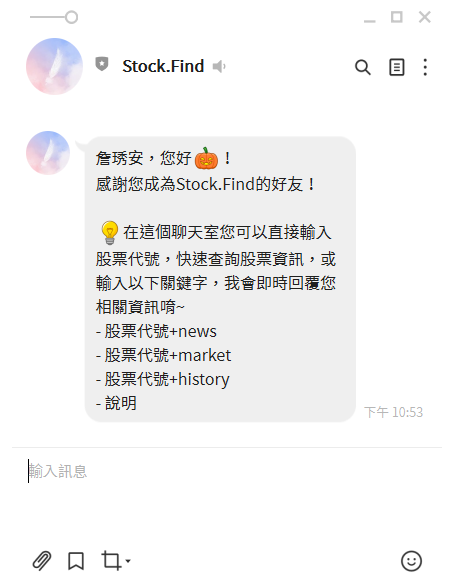 Stock.Find
詹琇安，您好！
感謝您成為Stock.Find的好友！
在這個聊天室您可以直接輸入
股票代號，快速查詢股票資訊，或
輸入以下關鍵字，我會即時回覆您
相關資訊唷~
- 股票代號+news
- 股票代號+market
- 股票代號+history
- 說明
下午 10:53
輸入訊息